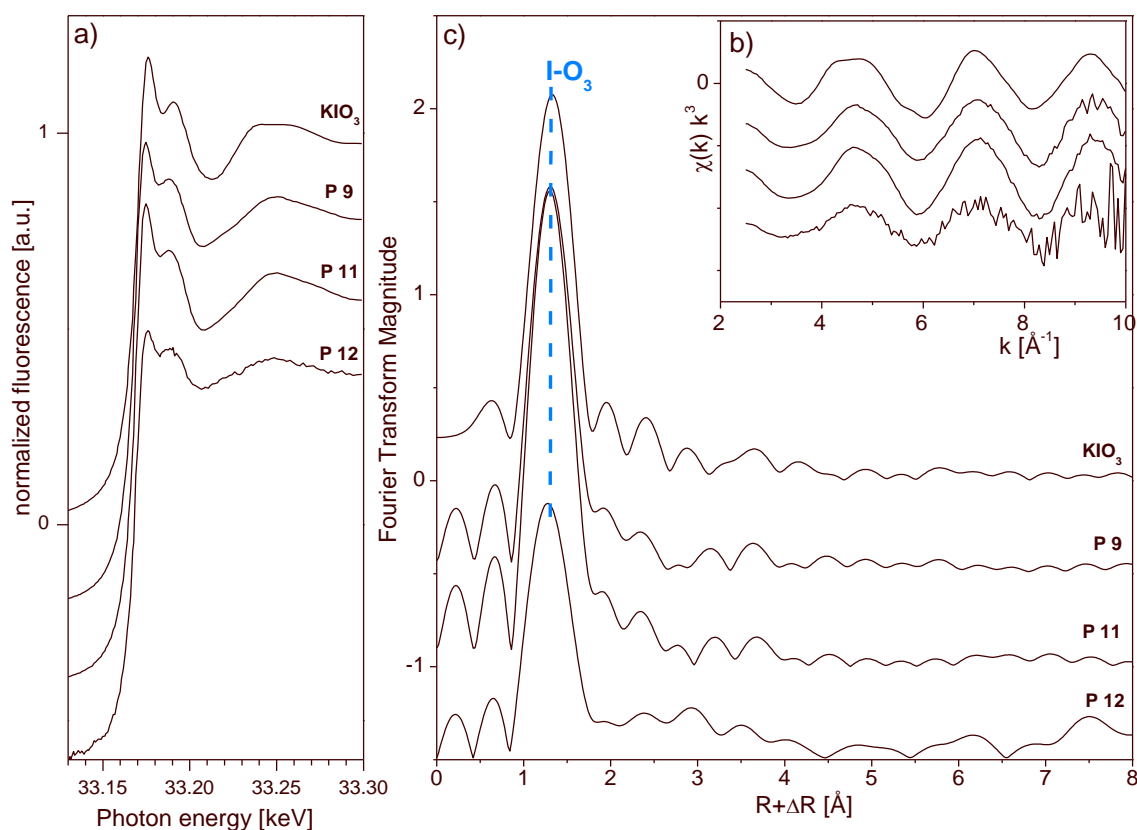 a)
KIO₃
P 9
P 11
P 12
1
0
normalized fluorescence [a.u.]
33.15
33.20
33.25
33.30
Photon energy [keV]
c)
I-O₃
2
1
0
-1
Fourier Transform Magnitude
KIO₃
P 9
P 11
P 12
0
1
2
3
4
5
6
7
8
R+ΔR [Å]
b)
0
χ(k) k³
2
4
6
8
10
k [Å⁻¹]